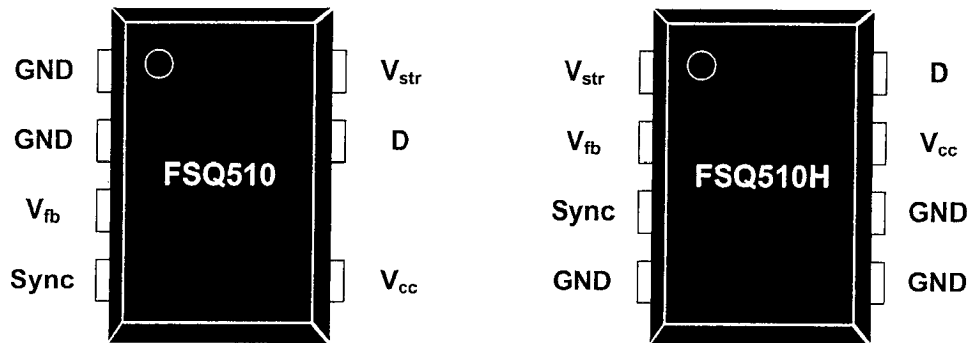 GND
GND
V_fb
Sync
FSQ510
V_str
D
V_cc
V_str
V_fb
Sync
GND
FSQ510H
D
V_cc
GND
GND